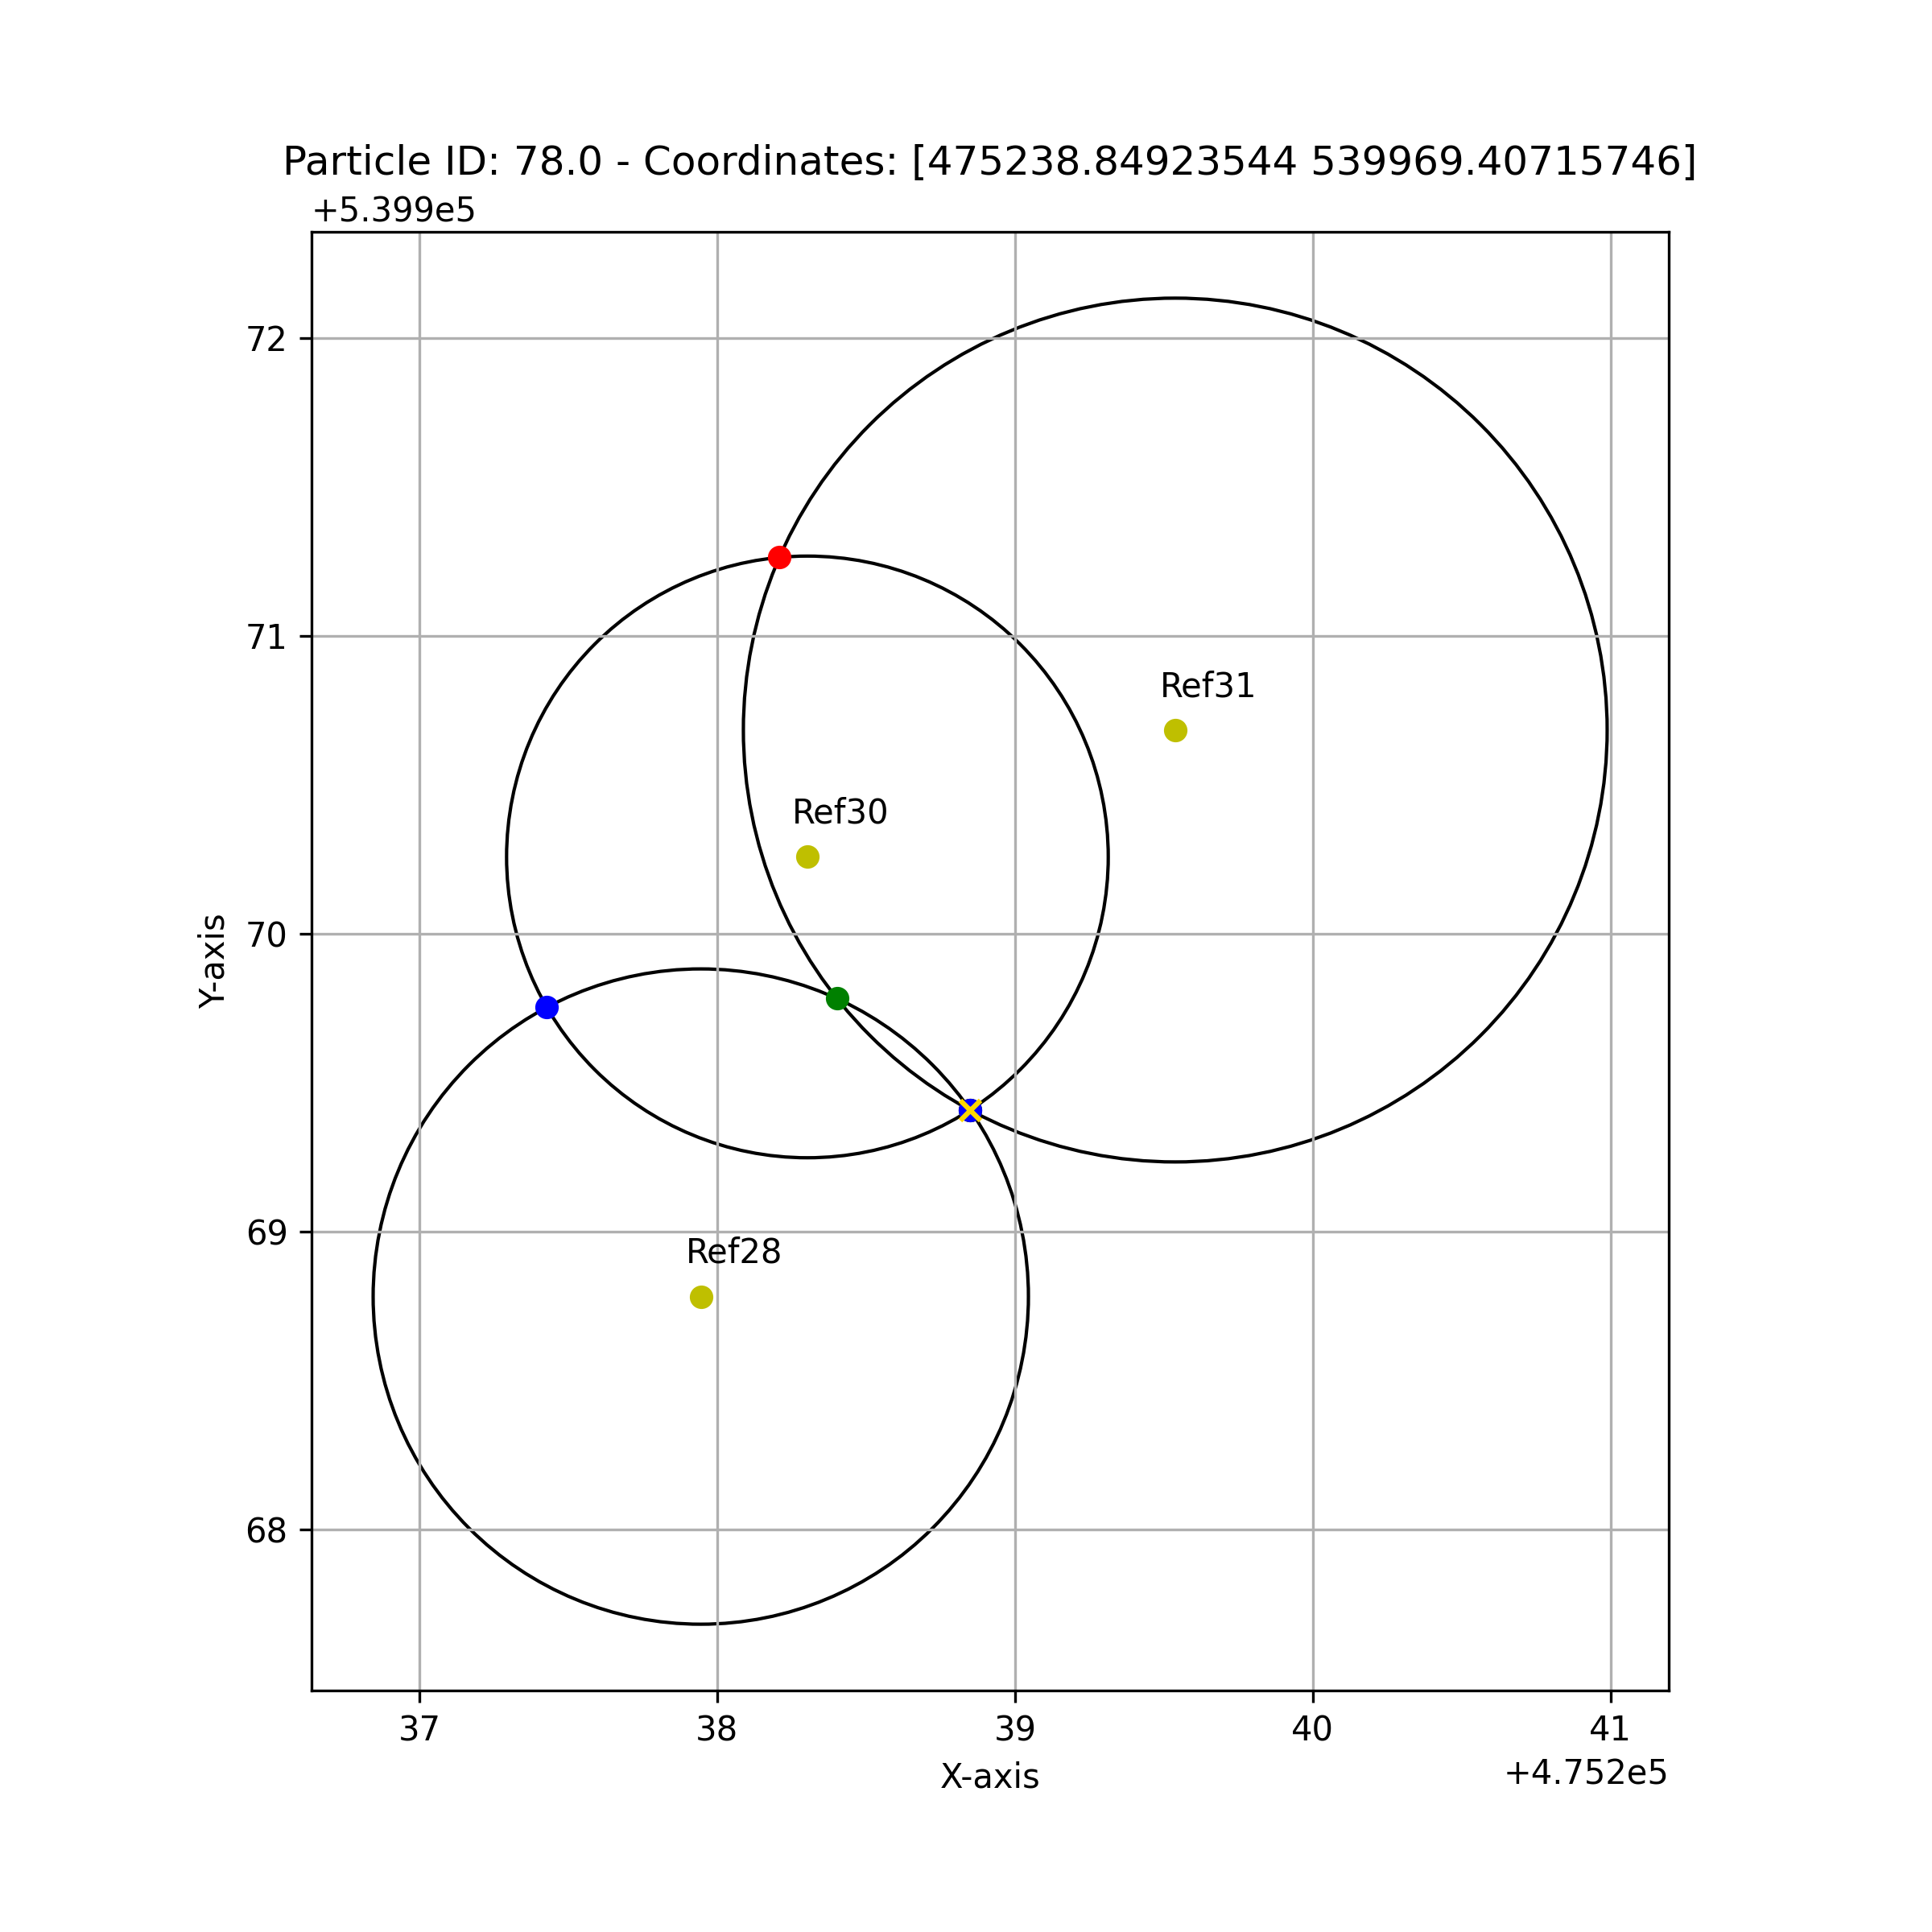 Particle ID: 78.0 - Coordinates: [475238.84923544 539969.40715746]
+5.399e5
72
71
70
69
68
Y-axis
Ref31
Ref30
Ref28
37 38 39 40 41
X-axis
+4.752e5